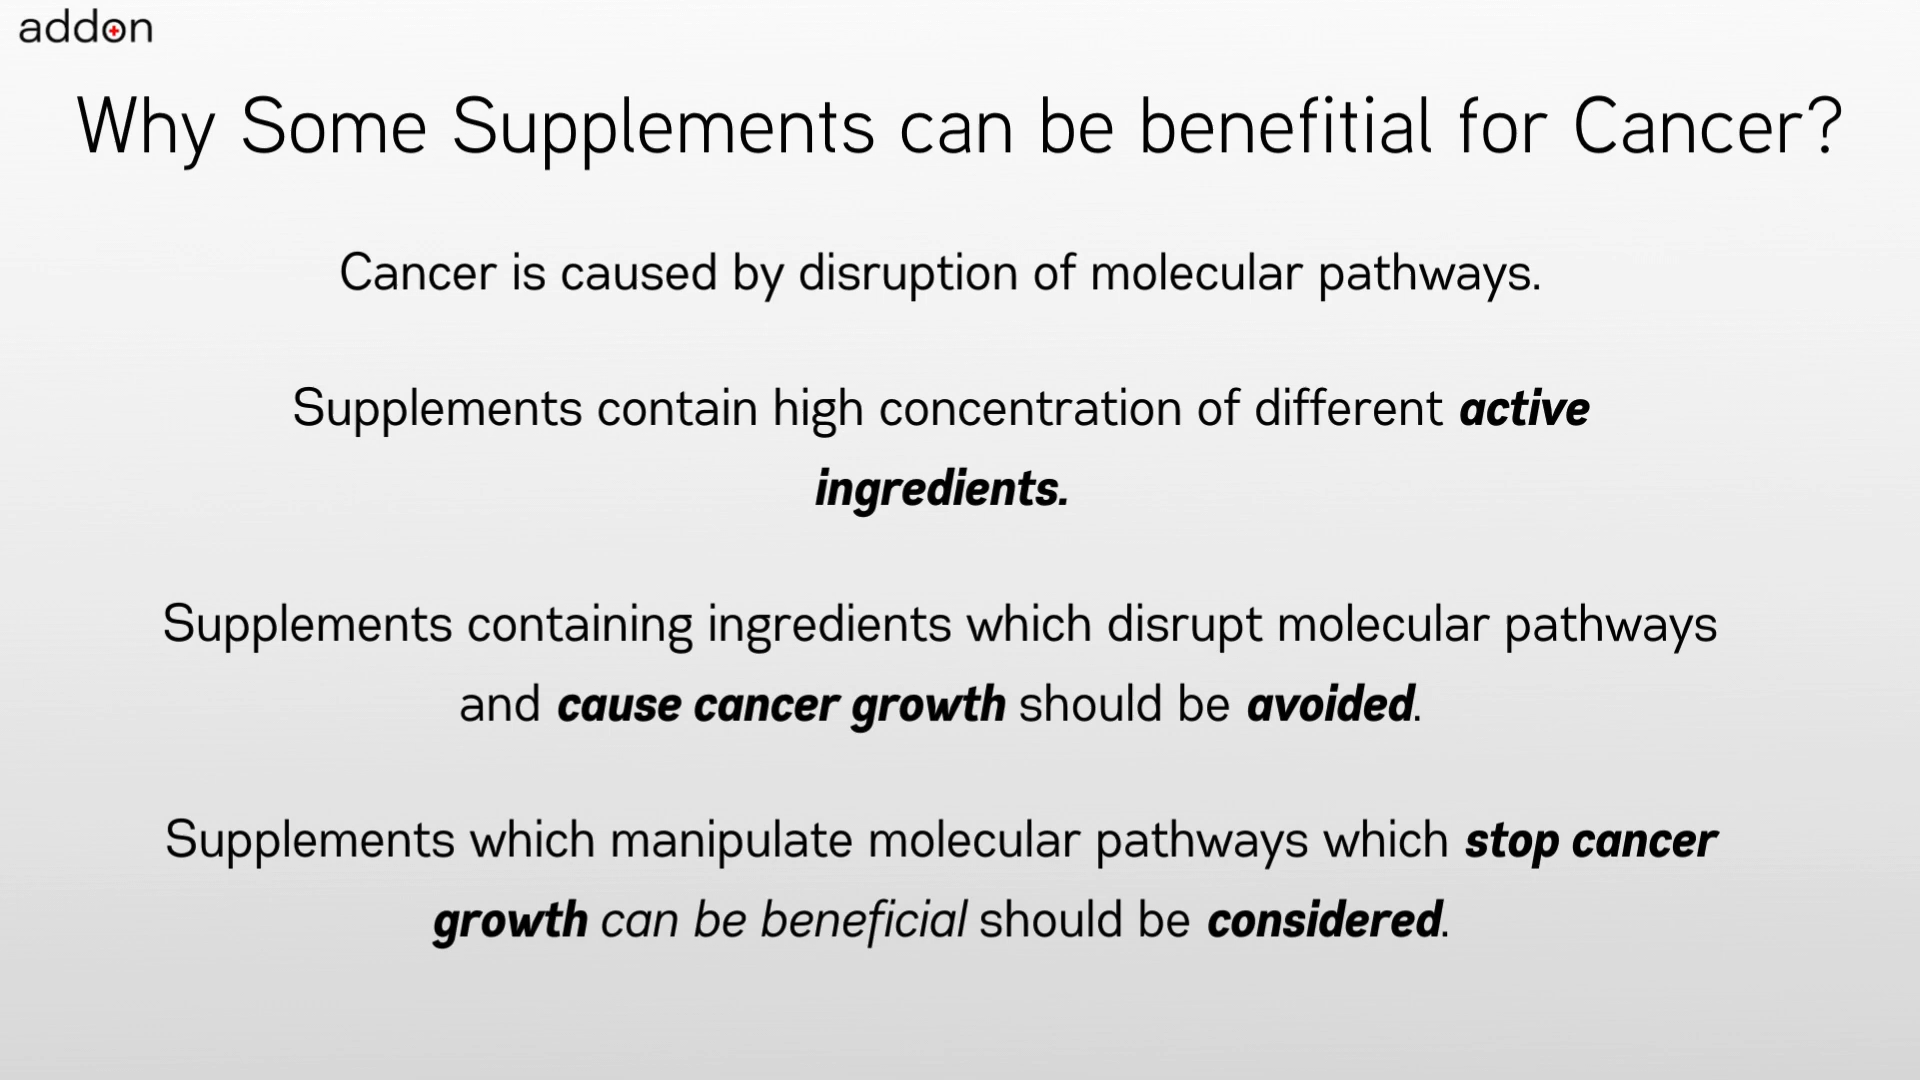 addon
Why Some Supplements can be benefitial for Cancer?
Cancer is caused by disruption of molecular pathways.
Supplements contain high concentration of different active
ingredients.
Supplements containing ingredients which disrupt molecular pathways
and cause cancer growth should be avoided.
Supplements which manipulate molecular pathways which stop cancer
growth can be beneficial should be considered.